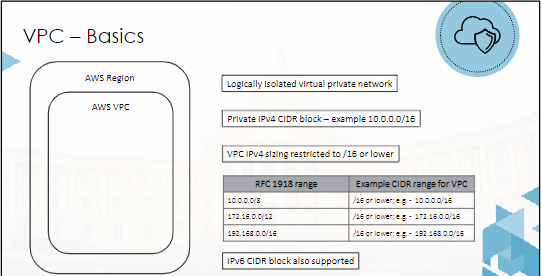 VPC – Basics
AWS Region
AWS VPC
Logically isolated virtual private network
Private IPv4 CIDR block – example 10.0.0.0/16
VPC IPv4 sizing restricted to /16 or lower
RFC 1918 range Example CIDR range for VPC
10.0.0.0/8 /16 or lower; e.g. - 10.0.0.0/16
172.16.0.0/12 /16 or lower; e.g. - 172.16.0.0/16
192.168.0.0/16 /16 or lower; e.g. - 192.168.0.0/16
IPv6 CIDR block also supported